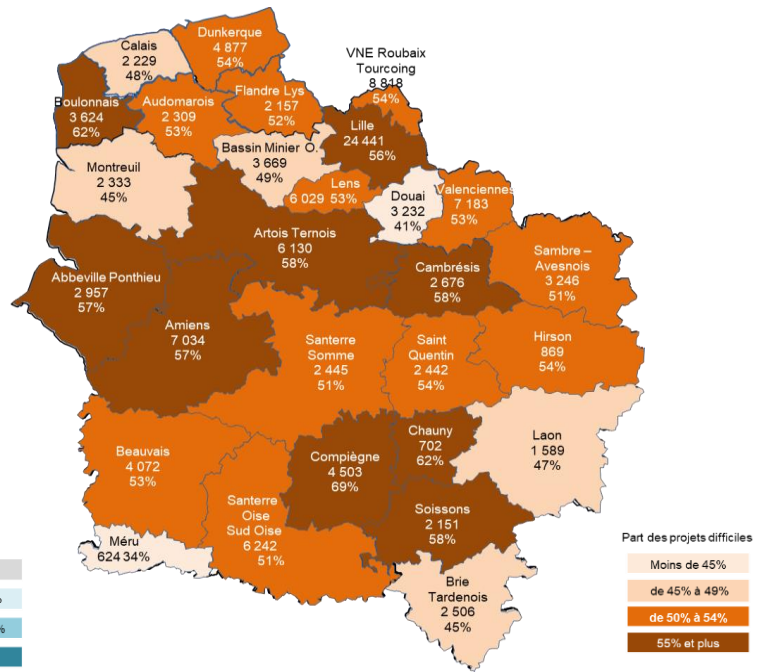 Dunkerque
4 877
54%
Calais
2 229
48%
VNE Roubaix
Tourcoing
8 818
54%
Boulonnais
3 624
62%
Audomarois
2 309
53%
Flandre Lys
2 157
52%
Lille
24 441
56%
Bassin Minier O.
3 669
49%
Montreuil
2 333
45%
Lens
6 029 53%
Douai
3 232
41%
Valenciennes
7 183
53%
Artois Ternois
6 130
58%
Cambrésis
2 676
58%
Sambre –
Avesnois
3 246
51%
Abbeville Ponthieu
2 957
57%
Amiens
7 034
57%
Santerre
Somme
2 445
51%
Saint
Quentin
2 442
54%
Hirson
869
54%
Beauvais
4 072
53%
Compiègne
4 503
69%
Chauny
702
62%
Laon
1 589
47%
Santerre
Oise
Sud Oise
6 242
51%
Soissons
2 151
58%
Méru
624 34%
Brie
Tardenois
2 506
45%
Part des projets difficiles
Moins de 45%
de 45% à 49%
de 50% à 54%
55% et plus
%
%